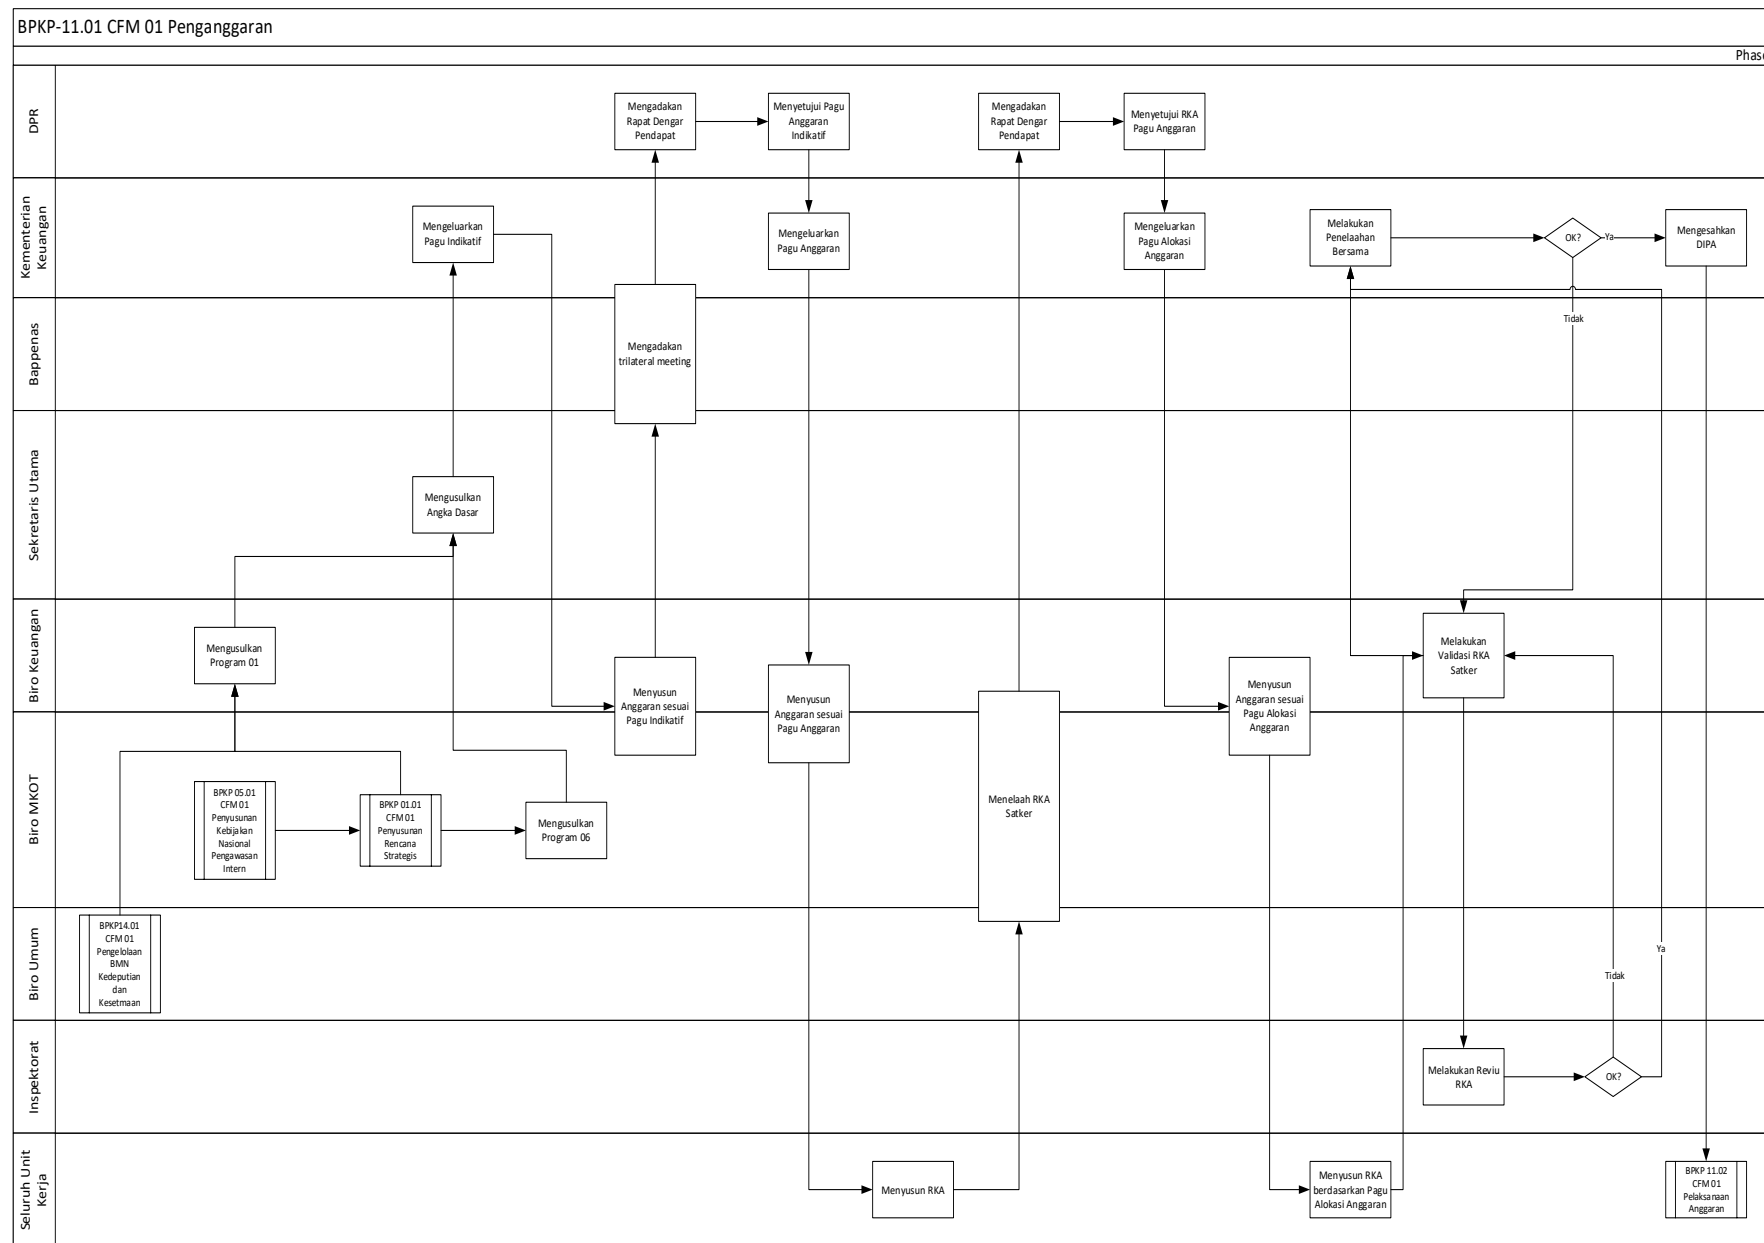 BPKP-11.01 CFM 01 Penganggaran
Phase
DPR
Mengadakan
Rapat Dengar
Pendapat
Menyetujui Pagu
Anggaran
Indikatif
Mengadakan
Rapat Dengar
Pendapat
Menyetujui RKA
Pagu Anggaran
Kementerian
Keuangan
Mengeluarkan
Pagu Indikatif
Mengeluarkan
Pagu Anggaran
Mengeluarkan
Pagu Alokasi
Anggaran
Melakukan
Penelaahan
Bersama
OK?
Ya
Mengesahkan
DIPA
Tidak
Bappenas
Mengadakan
trilateral meeting
Sekretaris Utama
Mengusulkan
Angka Dasar
Biro Keuangan
Mengusulkan
Program 01
Menyusun
Anggaran sesuai
Pagu Indikatif
Menyusun
Anggaran sesuai
Pagu Anggaran
Menyusun
Anggaran sesuai
Pagu Alokasi
Anggaran
Melakukan
Validasi RKA
Satker
Biro MKOT
BPKP 05.01
CFM 01
Penyusunan
Kebijakan
Nasional
Pengawasan
Intern
BPKP 01.01
CFM 01
Penyusunan
Rencana
Strategis
Mengusulkan
Program 06
Menelaah RKA
Satker
Biro Umum
BPKP14.01
CFM 01
Pengelolaan
BMN
Kedeputian
dan
Kesetmaan
Tidak
Ya
Inspektorat
Melakukan Reviu
RKA
OK?
Seluruh Unit
Kerja
Menyusun RKA
Menyusun RKA
berdasarkan Pagu
Alokasi Anggaran
BPKP 11.02
CFM 01
Pelaksanaan
Anggaran